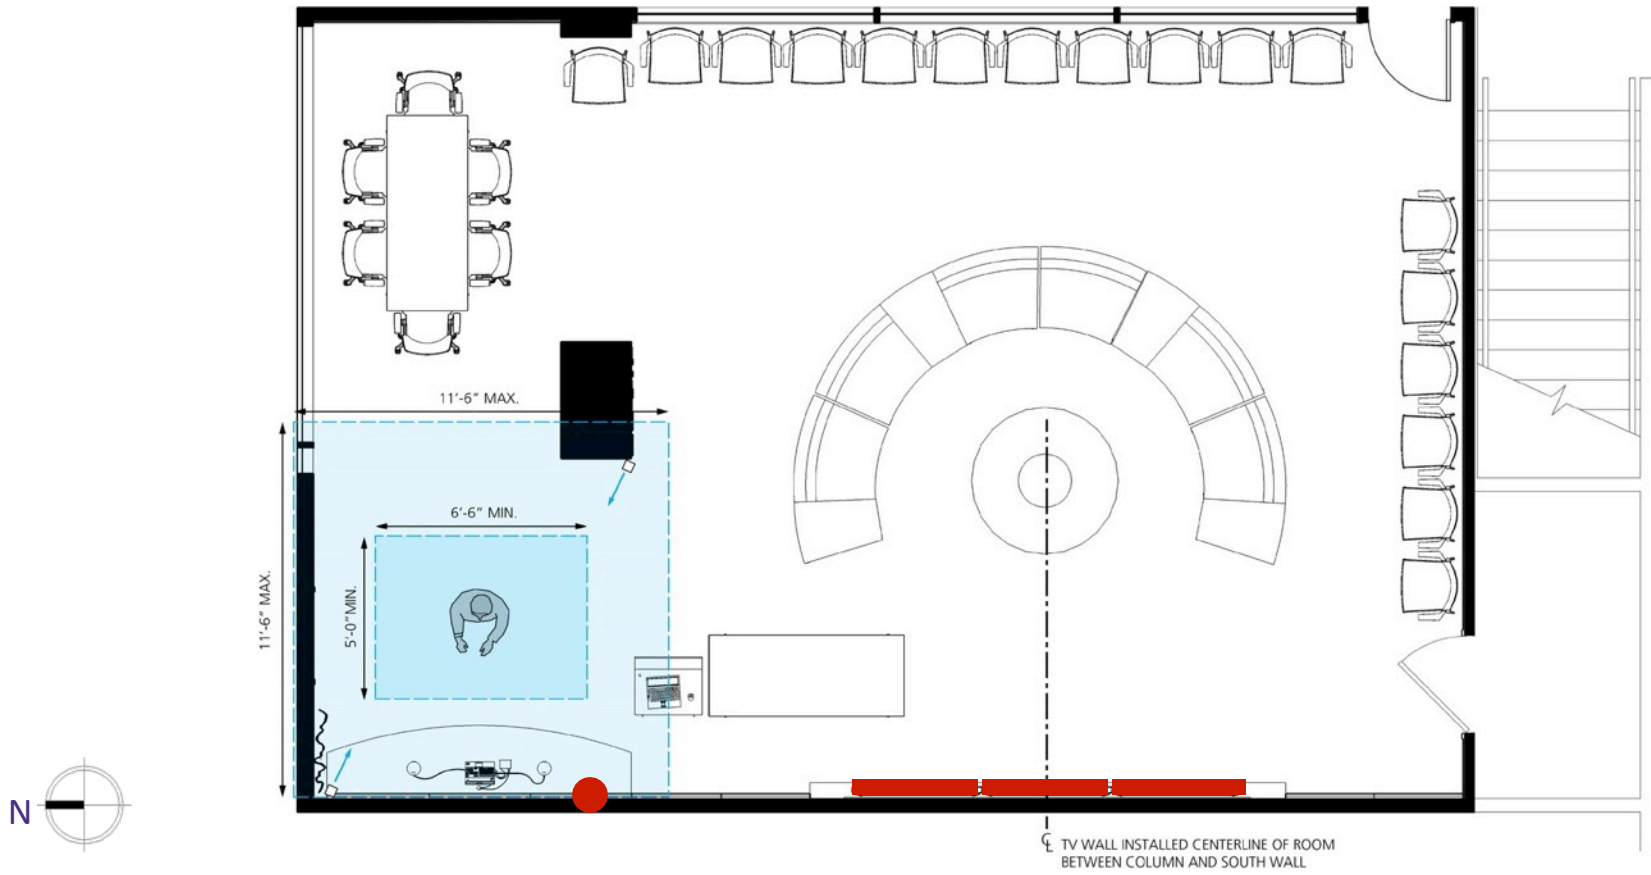 11'-6" MAX.
6'-6" MIN.
11'-6" MAX.
5'-0" MIN.
N
℄ TV WALL INSTALLED CENTERLINE OF ROOM
BETWEEN COLUMN AND SOUTH WALL